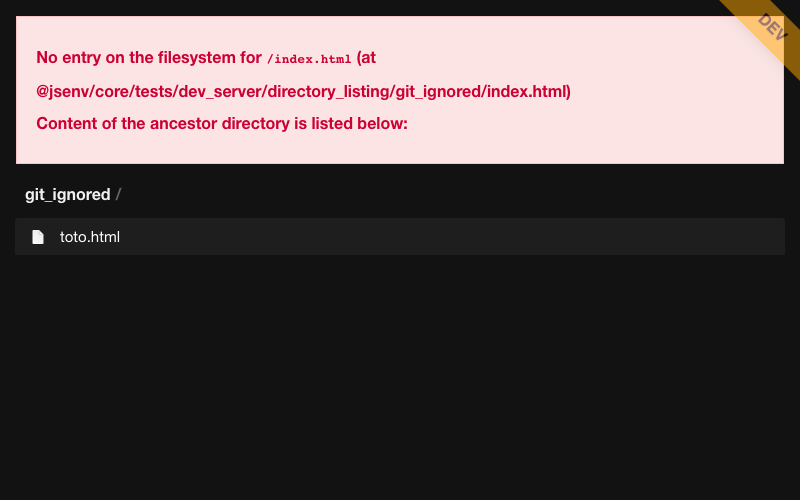 No entry on the filesystem for /index.html (at
@jsenv/core/tests/dev_server/directory_listing/git_ignored/index.html)
Content of the ancestor directory is listed below:
DEV
git_ignored /
toto.html